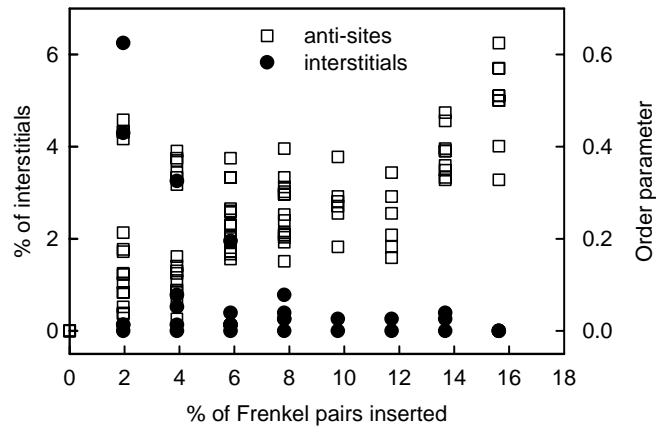 anti-sites
interstitials
% of interstitials
6
4
2
0
0.6
0.4
0.2
0.0
Order parameter
0 2 4 6 8 10 12 14 16 18
% of Frenkel pairs inserted